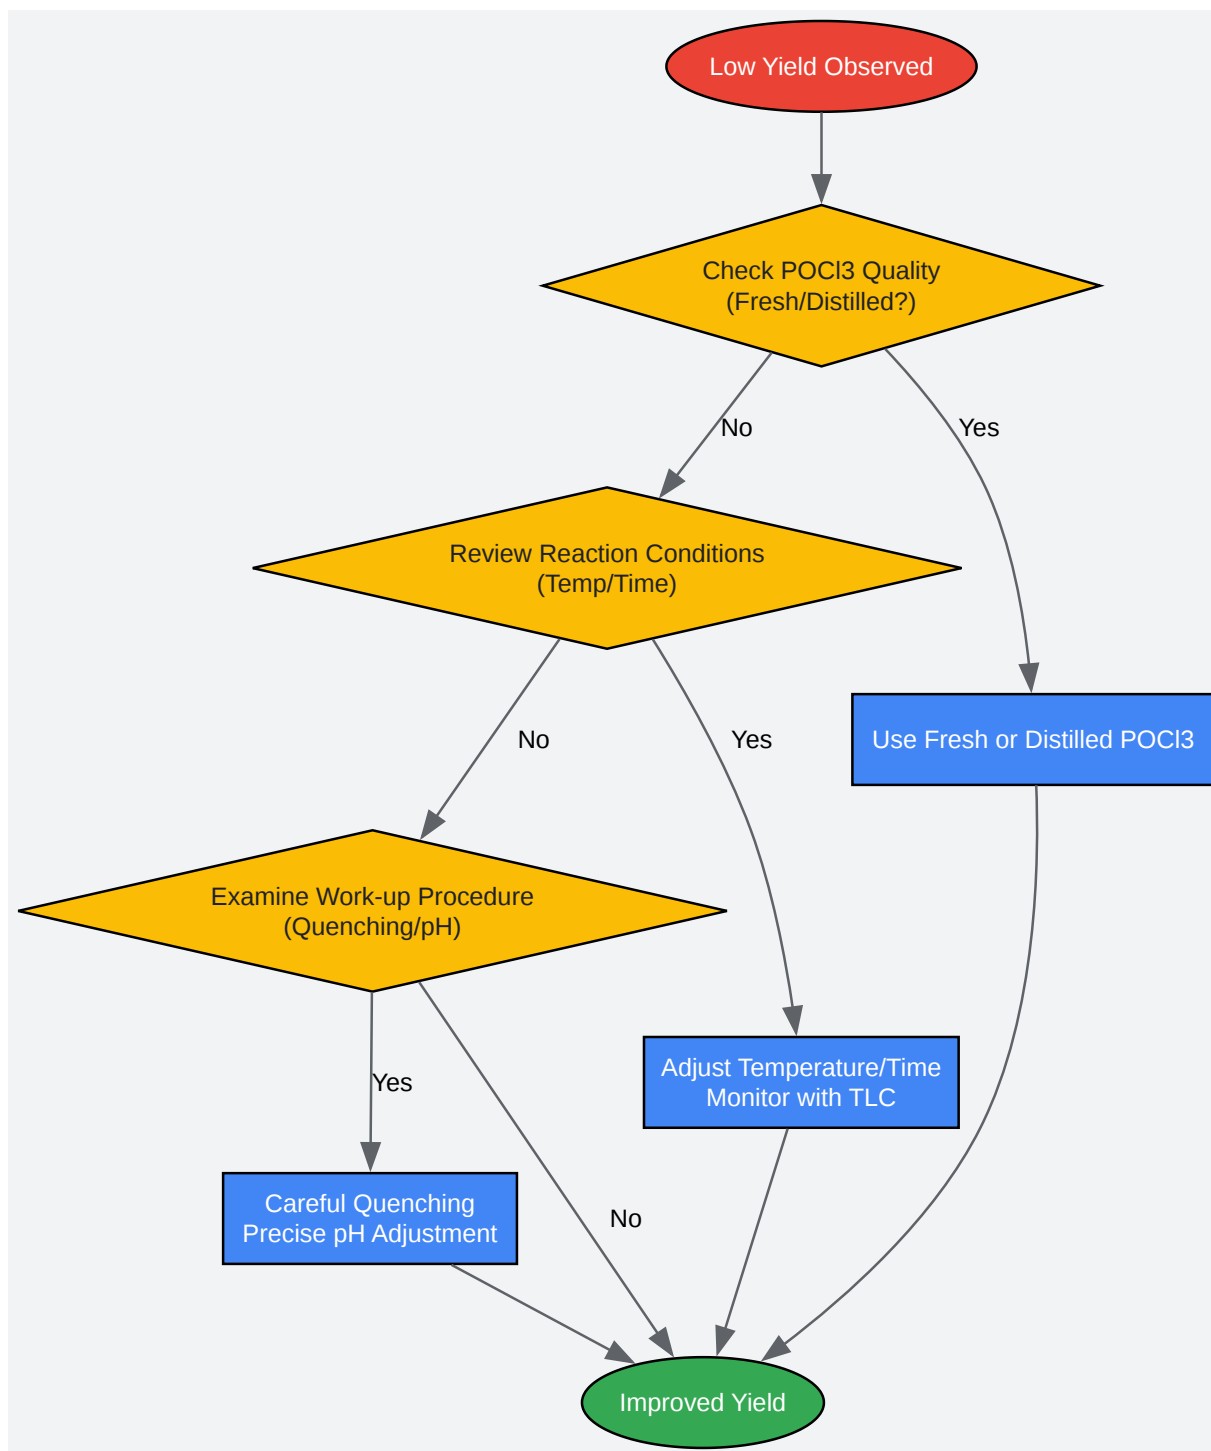 Low Yield Observed
Check POCl3 Quality
(Fresh/Distilled?)
No
Yes
Review Reaction Conditions
(Temp/Time)
No
Yes
Use Fresh or Distilled POCl3
Examine Work-up Procedure
(Quenching/pH)
Yes
Adjust Temperature/Time
Monitor with TLC
Careful Quenching
Precise pH Adjustment
No
Improved Yield